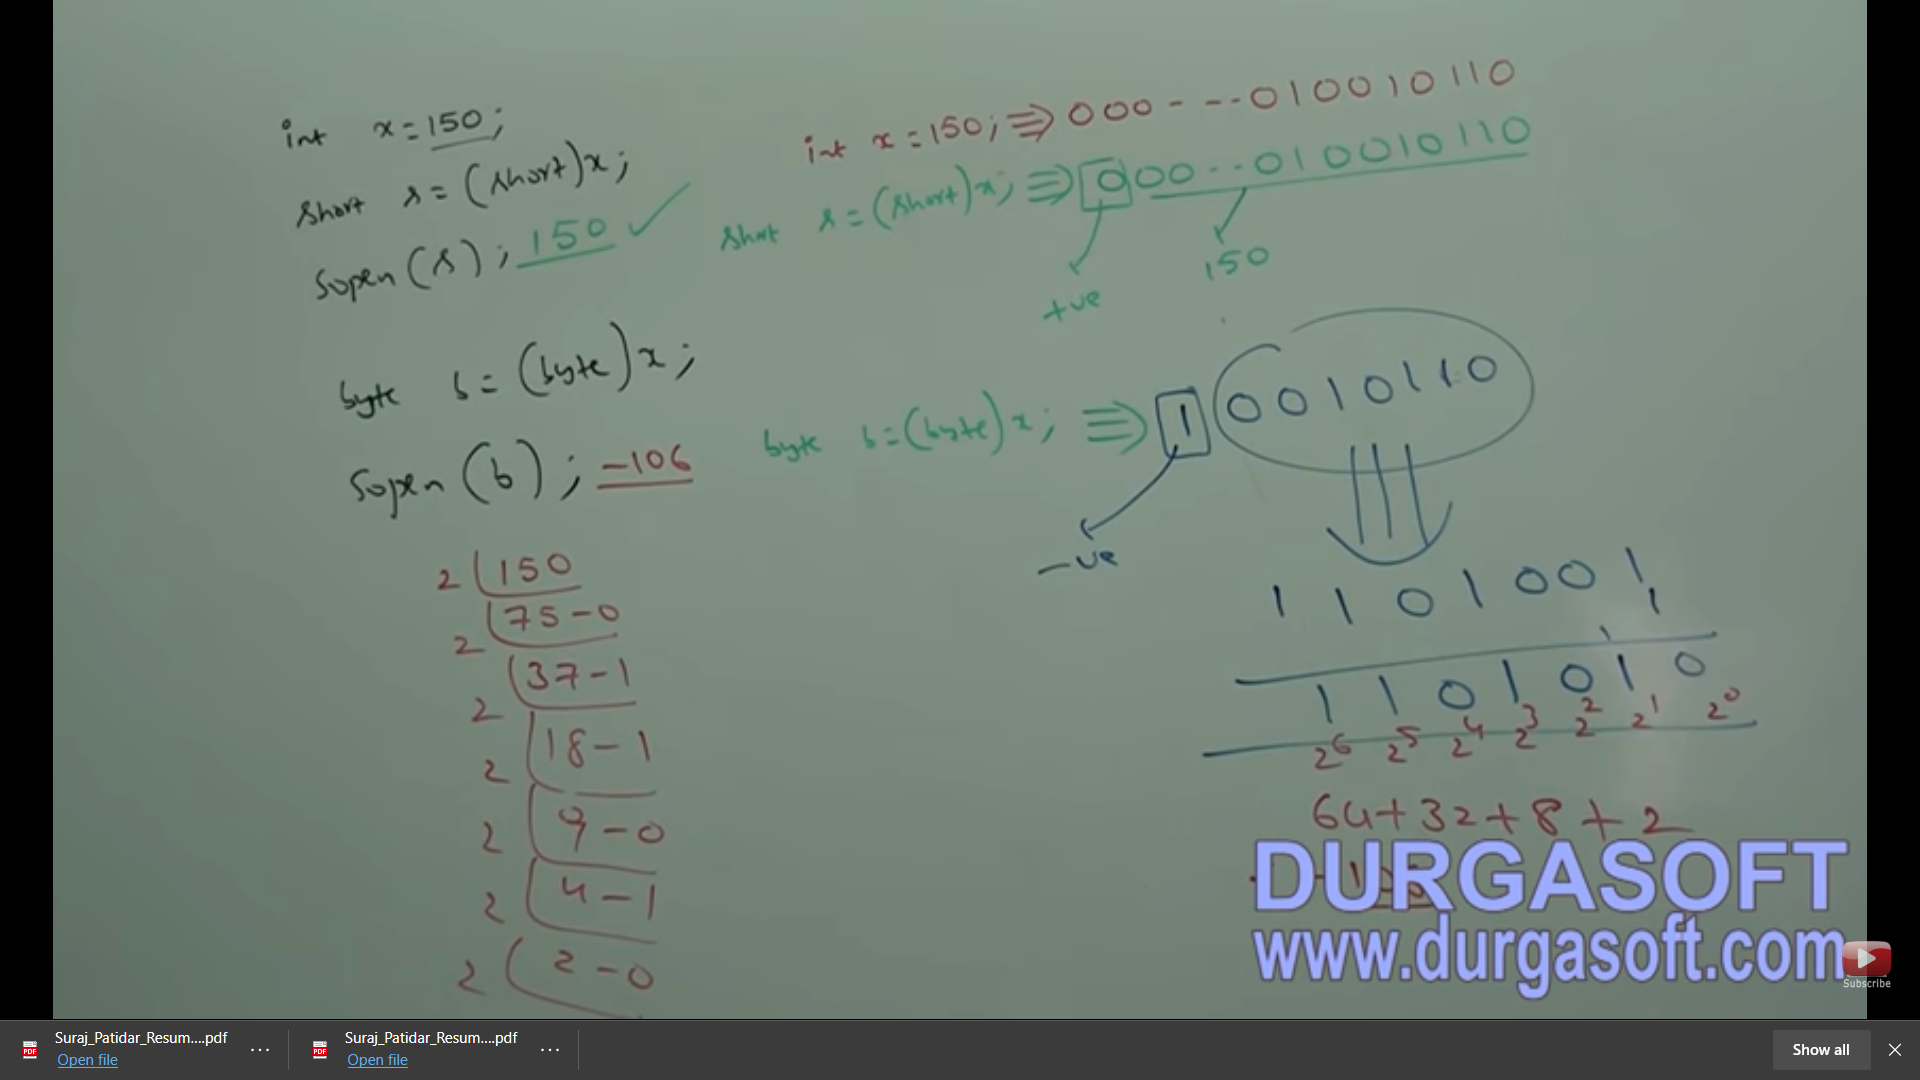 int x=150;
short s=(short)x;
Sopen(s); 150 ✓
byte b=(byte)x;
Sopen(b); -106
2 150
2 75-0
2 37-1
2 18-1
2 9-0
2 4-1
2 2-0
int x=150; ⇒ 000---..010010110
short s=(short)x; ⇒ 000...010010110
+ve
150
byte b=(byte)x; ⇒ 1 0010110
-ve
1101001
1
1101010
2^6 2^5 2^4 2^3 2^2 2^1 2^0
64+32+8+2
DURGASOFT
www.durgasoft.com
Subscribe
Suraj_Patidar_Resum....pdf
Open file
Suraj_Patidar_Resum....pdf
Open file
Show all